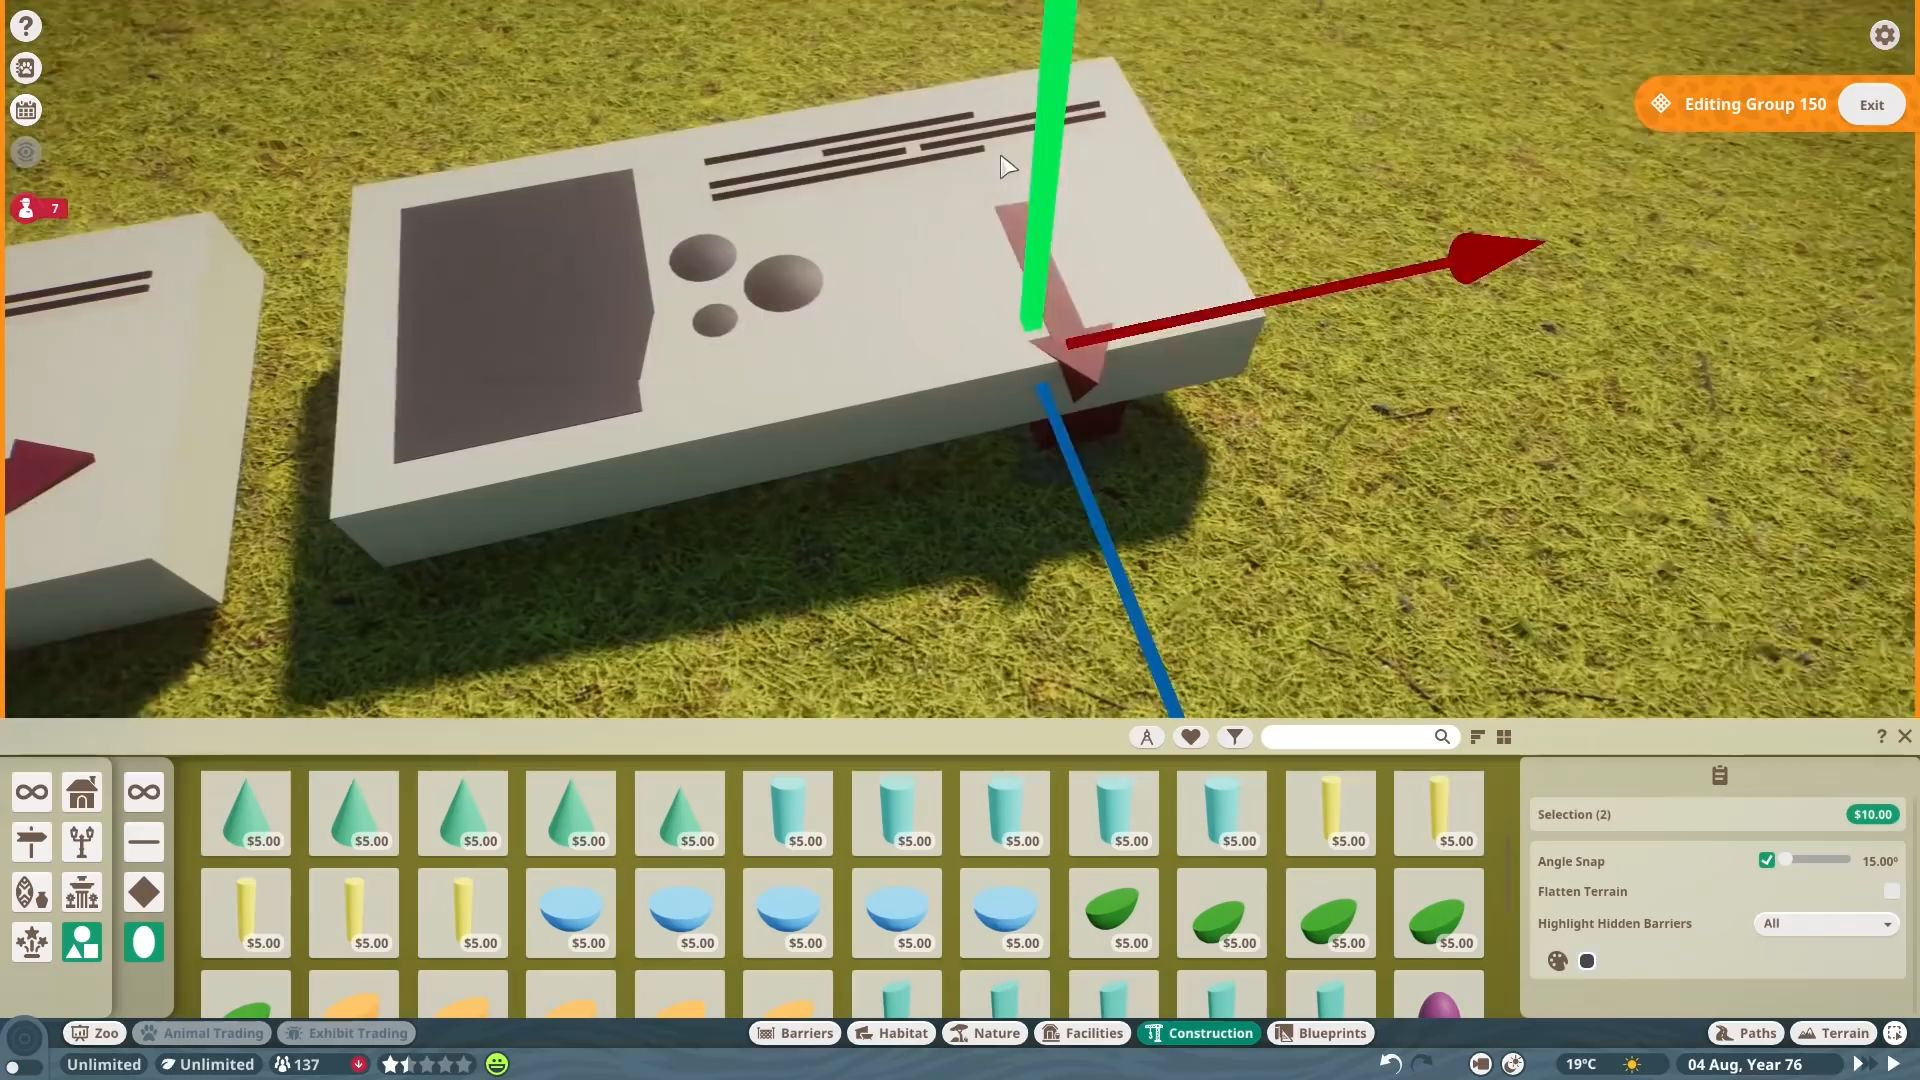 ?
Editing Group 150 Exit
7
?
$5.00 $5.00 $5.00 $5.00 $5.00 $5.00 $5.00 $5.00 $5.00 $5.00 $5.00 $5.00
$5.00 $5.00 $5.00 $5.00 $5.00 $5.00 $5.00 $5.00 $5.00 $5.00 $5.00 $5.00
Selection (2) $10.00
Angle Snap 15.00°
Flatten Terrain
Highlight Hidden Barriers All
Zoo Animal Trading Exhibit Trading Barriers Habitat Nature Facilities Construction Blueprints Paths Terrain
Unlimited Unlimited 137 19°C 04 Aug, Year 76